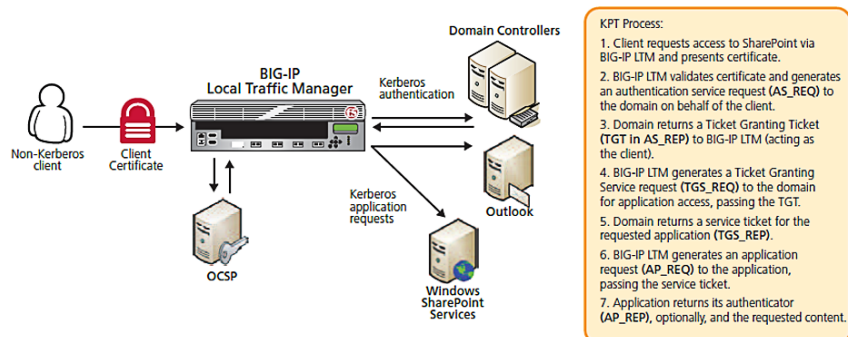 Domain Controllers
BIG-IP
Local Traffic Manager
Kerberos
authentication
f5
Non-Kerberos
client
Client
Certificate
Outlook
Kerberos
application
requests
OCSP
Windows
SharePoint
Services
KPT Process:
1. Client requests access to SharePoint via
BIG-IP LTM and presents certificate.
2. BIG-IP LTM validates certificate and generates
an authentication service request (AS_REQ) to
the domain on behalf of the client.
3. Domain returns a Ticket Granting Ticket
(TGT in AS_REP) to BIG-IP LTM (acting as
the client).
4. BIG-IP LTM generates a Ticket Granting
Service request (TGS_REQ) to the domain
for application access, passing the TGT.
5. Domain returns a service ticket for the
requested application (TGS_REP).
6. BIG-IP LTM generates an application
request (AP_REQ) to the application,
passing the service ticket.
7. Application returns its authenticator
(AP_REP), optionally, and the requested content.